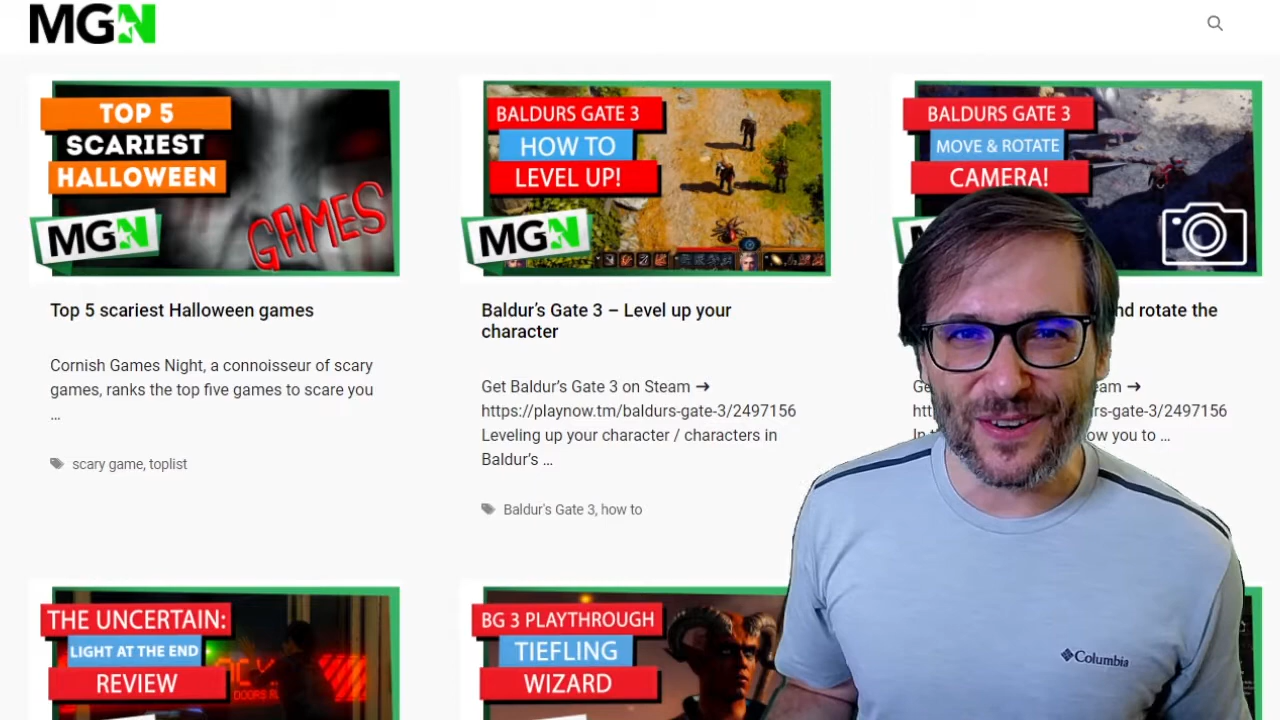 MGN
TOP 5
SCARIEST
HALLOWEEN
GAMES
MGN
Top 5 scariest Halloween games
Cornish Games Night, a connoisseur of scary
games, ranks the top five games to scare you
...
scary game, toplist
BALDURS GATE 3
HOW TO
LEVEL UP!
MGN
Baldur’s Gate 3 – Level up your
character
Get Baldur’s Gate 3 on Steam ➞
https://playnow.tm/baldurs-gate-3/2497156
Leveling up your character / characters in
Baldur’s ...
Baldur's Gate 3, how to
BALDURS GATE 3
MOVE & ROTATE
CAMERA!
nd rotate the
eam ➞
rs-gate-3/2497156
ow you to ...
THE UNCERTAIN:
LIGHT AT THE END
REVIEW
DOORS
BG 3 PLAYTHROUGH
TIEFLING
WIZARD
Columbia